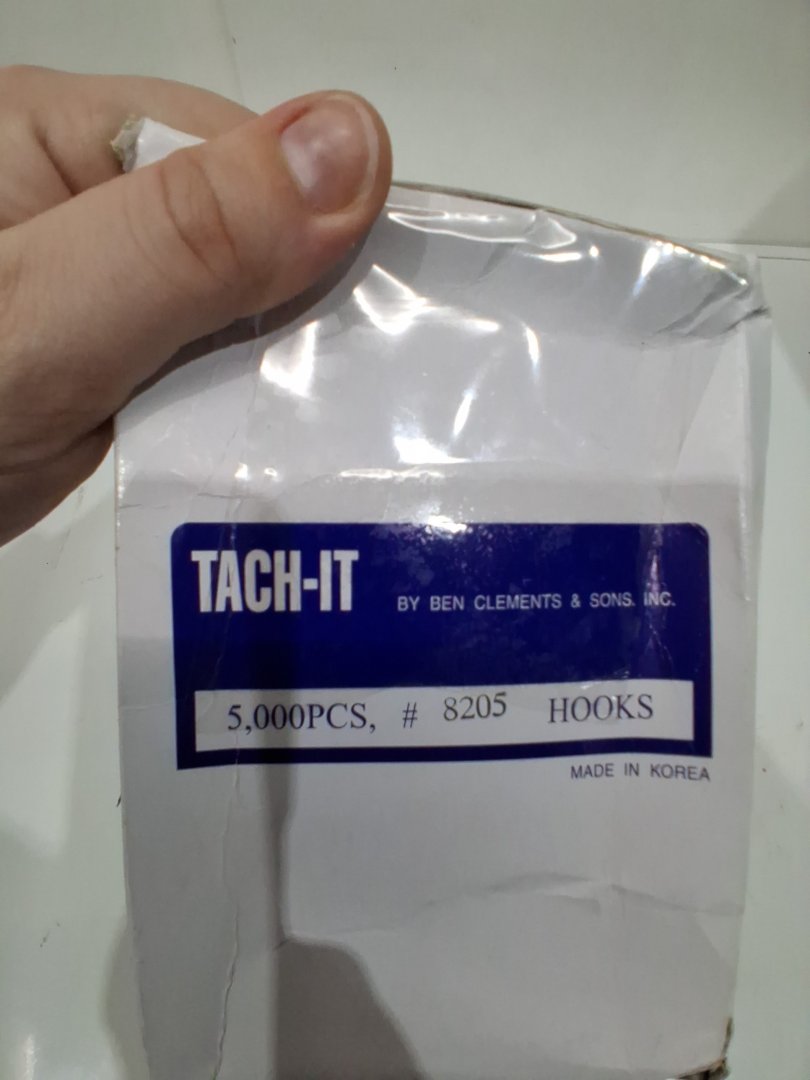 TACH-IT BY BEN CLEMENTS & SONS. INC.
5,000PCS, # 8205 HOOKS
MADE IN KOREA